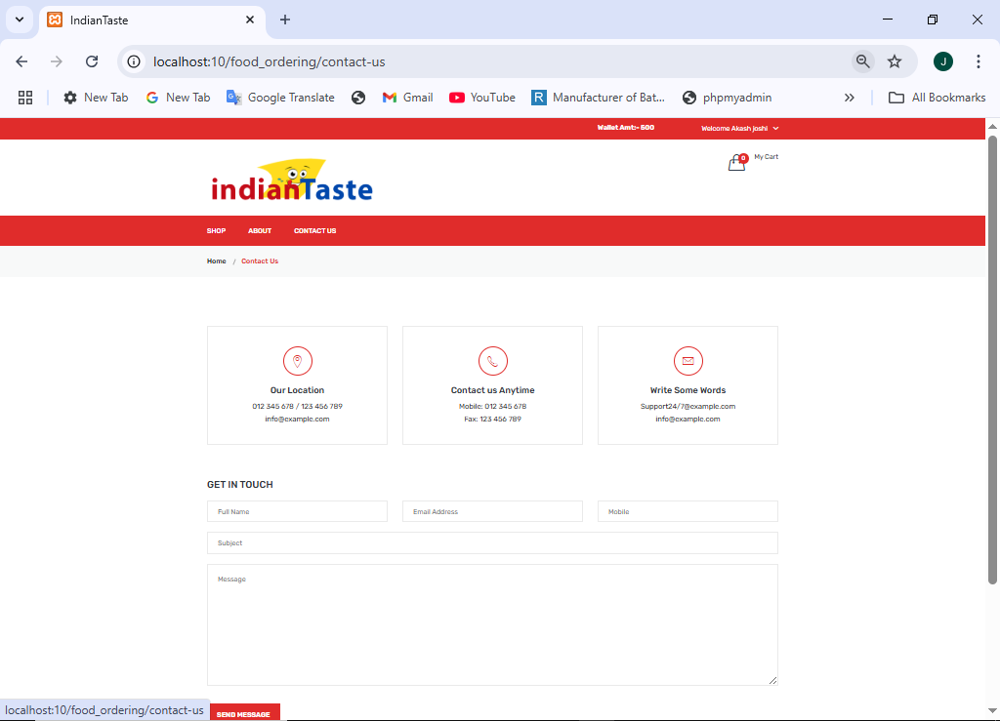 IndianTaste
localhost:10/food_ordering/contact-us
J
New Tab
New Tab
Google Translate
Gmail
YouTube
R Manufacturer of Bat...
phpmyadmin
All Bookmarks
Wallet Amt:- 500
Welcome Akash joshi
indianTaste
0
My Cart
SHOP ABOUT CONTACT US
Home / Contact Us
Our Location
012 345 678 / 123 456 789
info@example.com
Contact us Anytime
Mobile: 012 345 678
Fax: 123 456 789
Write Some Words
Support24/7@example.com
info@example.com
GET IN TOUCH
Full Name
Email Address
Mobile
Subject
Message
SEND MESSAGE
localhost:10/food_ordering/contact-us